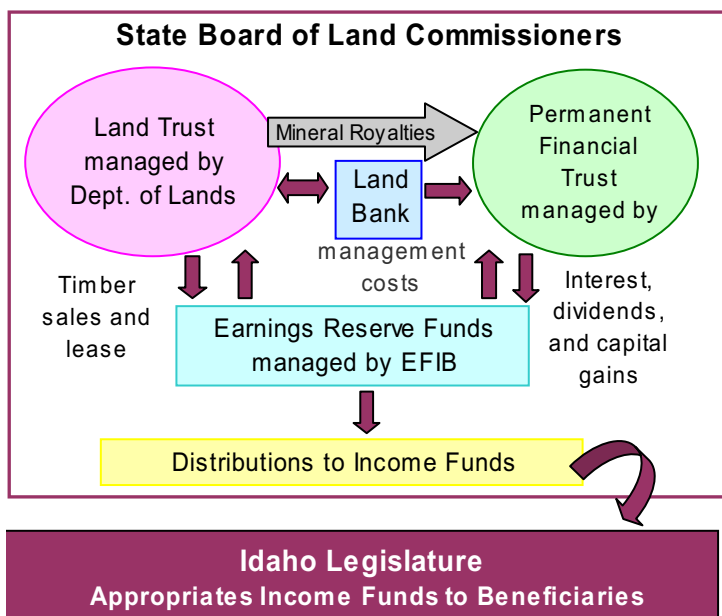 State Board of Land Commissioners
Land Trust
managed by
Dept. of Lands
Mineral Royalties
Permanent
Financial
Trust
managed by
Land
Bank
management
costs
Timber
sales and
lease
Interest,
dividends,
and capital
gains
Earnings Reserve Funds
managed by EFIB
Distributions to Income Funds
Idaho Legislature
Appropriates Income Funds to Beneficiaries